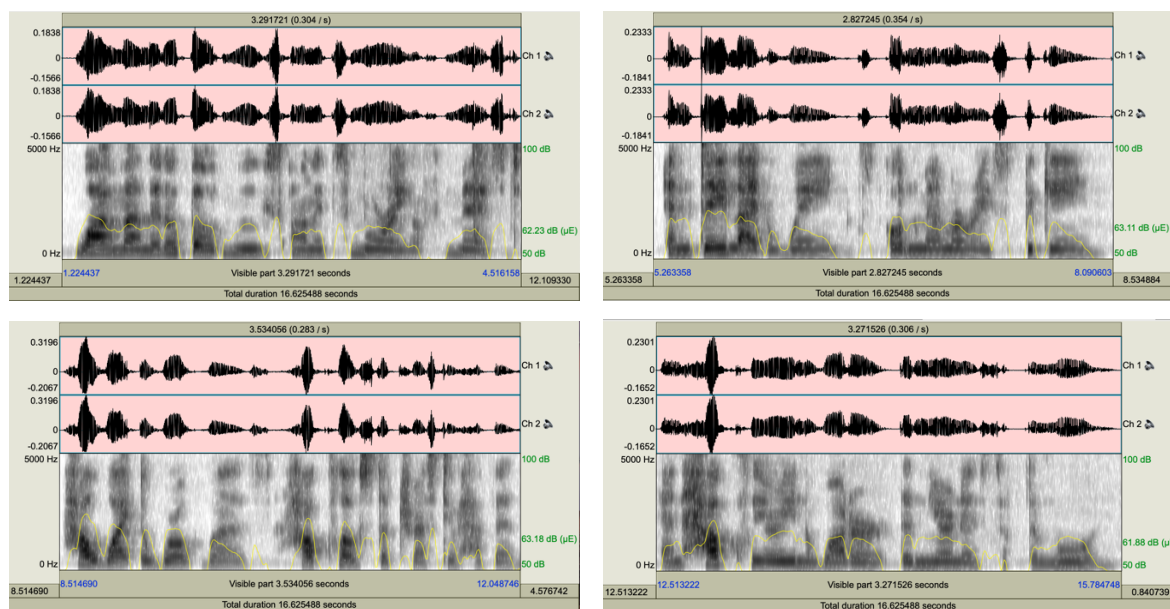 3.291721 (0.304 / s)
0.1838
0
-0.1566
Ch 1
0.1838
0
-0.1566
Ch 2
5000 Hz
100 dB
62.23 dB (µE)
0 Hz
50 dB
1.224437
4.516158
1.224437
Visible part 3.291721 seconds
12.109330
Total duration 16.625488 seconds
2.827245 (0.354 / s)
0.2333
0
-0.1841
Ch 1
0.2333
0
-0.1841
Ch 2
5000 Hz
100 dB
63.11 dB (µE)
0 Hz
50 dB
5.263358
8.090603
5.263358
Visible part 2.827245 seconds
8.534884
Total duration 16.625488 seconds
3.534056 (0.283 / s)
0.3196
0
-0.2067
Ch 1
0.3196
0
-0.2067
Ch 2
5000 Hz
100 dB
63.18 dB (µE)
0 Hz
50 dB
8.514690
12.048746
8.514690
Visible part 3.534056 seconds
4.576742
Total duration 16.625488 seconds
3.271526 (0.306 / s)
0.2301
0
-0.1652
Ch 1
0.2301
0
-0.1652
Ch 2
5000 Hz
100 dB
61.88 dB (µE
0 Hz
50 dB
12.513222
15.784748
12.513222
Visible part 3.271526 seconds
0.840739
Total duration 16.625488 seconds